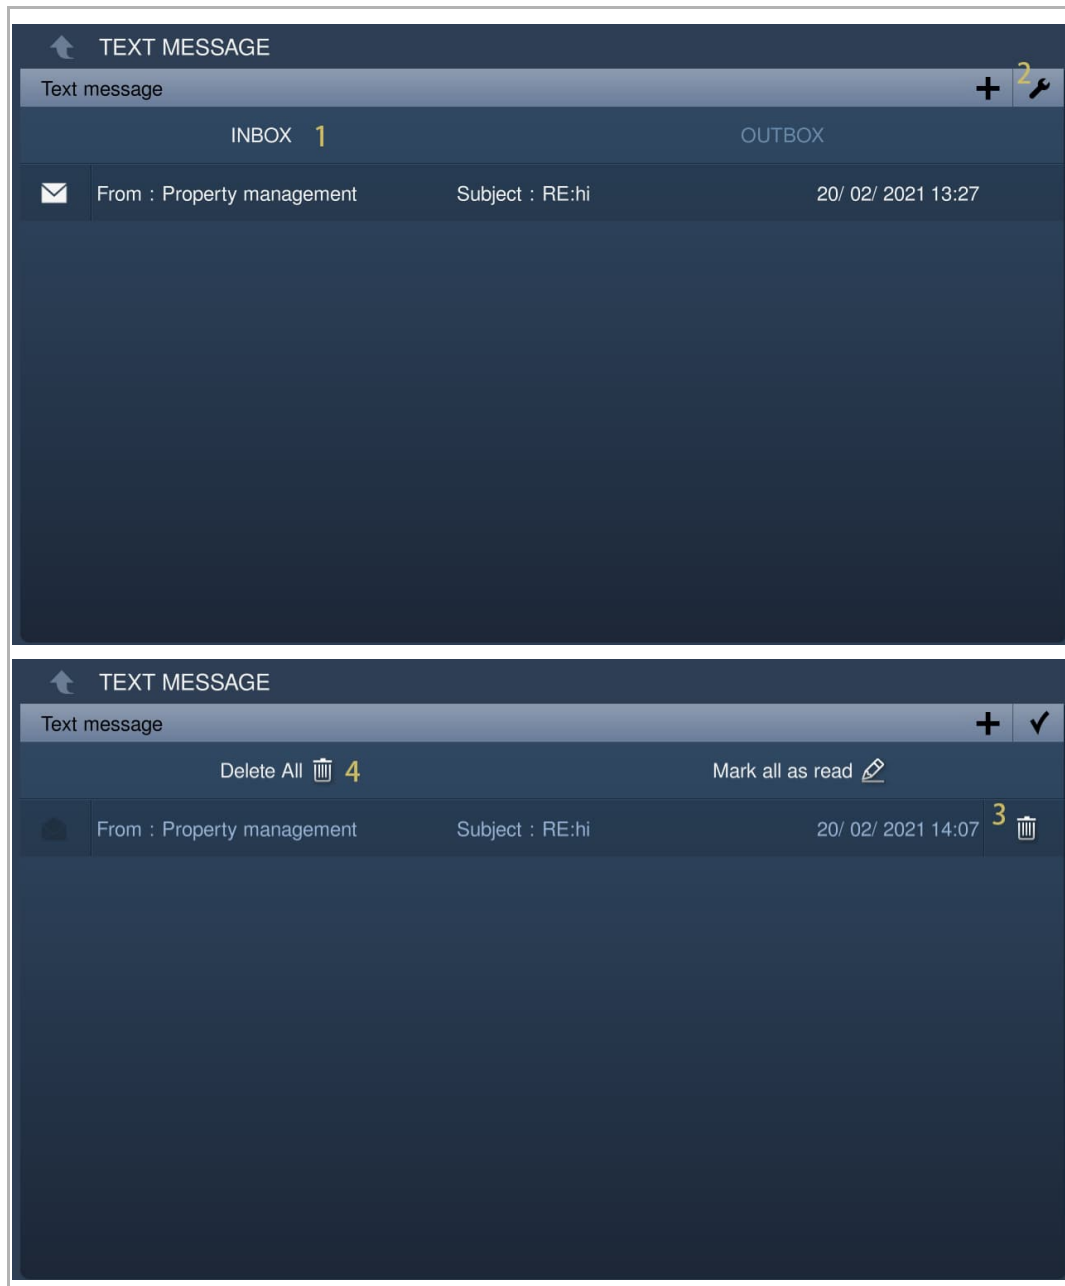 TEXT MESSAGE
Text message
2
INBOX 1 OUTBOX
From : Property management Subject : RE:hi 20/ 02/ 2021 13:27
TEXT MESSAGE
Text message
Delete All 4 Mark all as read
From : Property management Subject : RE:hi 20/ 02/ 2021 14:07 3